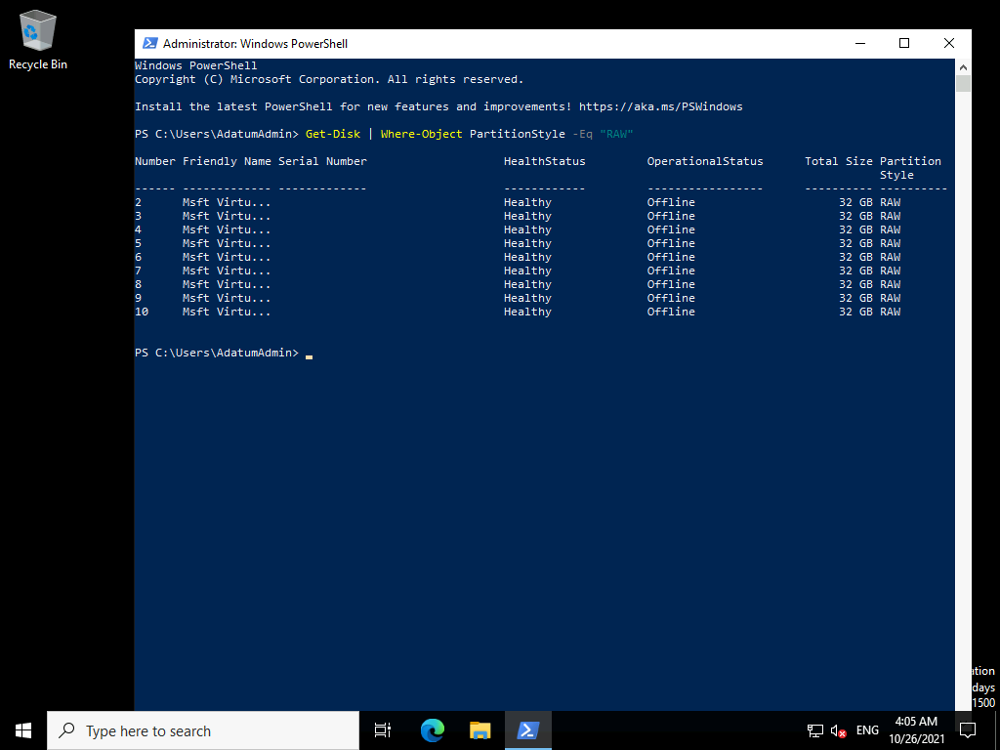 Recycle Bin
Administrator: Windows PowerShell
Windows PowerShell
Copyright (C) Microsoft Corporation. All rights reserved.
Install the latest PowerShell for new features and improvements! https://aka.ms/PSWindows
PS C:\Users\AdatumAdmin> Get-Disk | Where-Object PartitionStyle -Eq "RAW"
Number Friendly Name Serial Number HealthStatus OperationalStatus Total Size Partition
Style
------ ------------- ------------- ------------ ----------------- ---------- ----------
2 Msft Virtu... Healthy Offline 32 GB RAW
3 Msft Virtu... Healthy Offline 32 GB RAW
4 Msft Virtu... Healthy Offline 32 GB RAW
5 Msft Virtu... Healthy Offline 32 GB RAW
6 Msft Virtu... Healthy Offline 32 GB RAW
7 Msft Virtu... Healthy Offline 32 GB RAW
8 Msft Virtu... Healthy Offline 32 GB RAW
9 Msft Virtu... Healthy Offline 32 GB RAW
10 Msft Virtu... Healthy Offline 32 GB RAW
PS C:\Users\AdatumAdmin>
days
1500
Type here to search
ENG
4:05 AM
10/26/2021